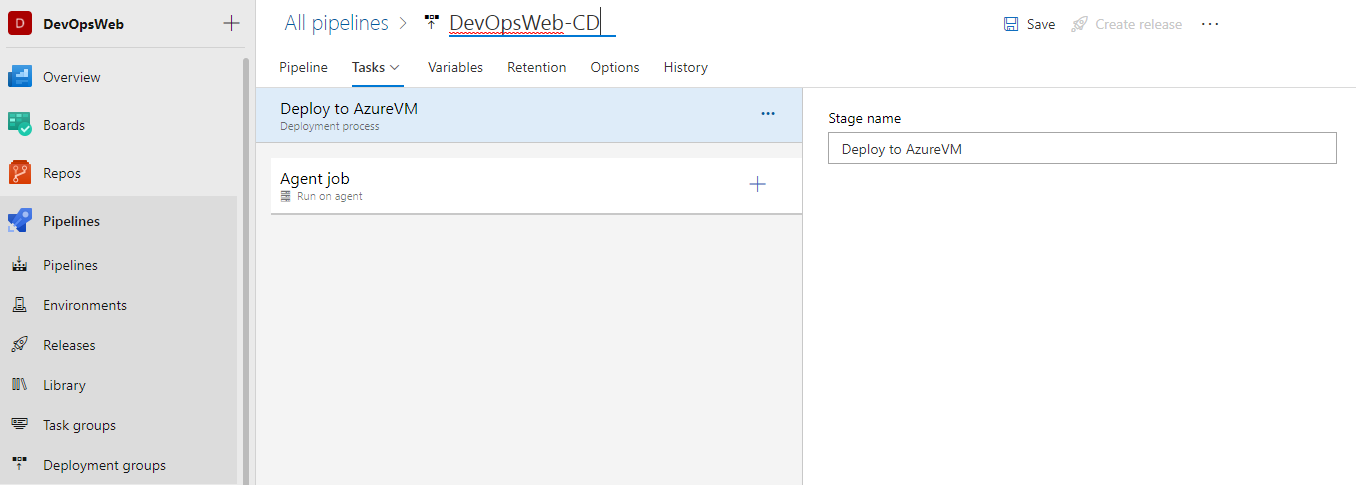 D DevOpsWeb
Overview
Boards
Repos
Pipelines
Pipelines
Environments
Releases
Library
Task groups
Deployment groups
All pipelines > DevOpsWeb-CD
Save Create release ...
Pipeline Tasks Variables Retention Options History
Deploy to AzureVM
Deployment process
Agent job
Run on agent
Stage name
Deploy to AzureVM